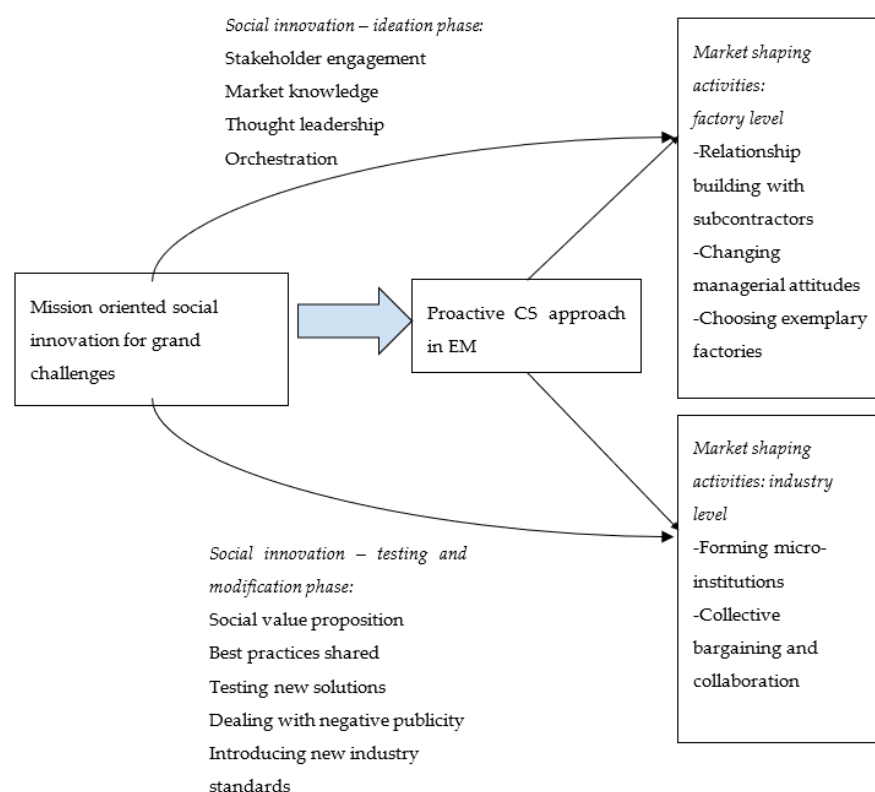 Social innovation – ideation phase:
Stakeholder engagement
Market knowledge
Thought leadership
Orchestration
Mission oriented social
innovation for grand
challenges
Proactive CS approach
in EM
Market shaping
activities:
factory level
-Relationship
building with
subcontractors
-Changing
managerial attitudes
-Choosing exemplary
factories
Market shaping
activities: industry
level
-Forming micro-
institutions
-Collective
bargaining and
collaboration
Social innovation – testing and
modification phase:
Social value proposition
Best practices shared
Testing new solutions
Dealing with negative publicity
Introducing new industry
standards